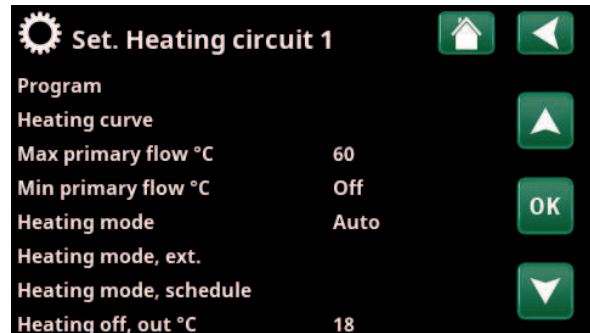 Set. Heating circuit 1
Program
Heating curve
Max primary flow °C 60
Min primary flow °C Off
Heating mode Auto
OK
Heating mode, ext.
Heating mode, schedule
Heating off, out °C 18